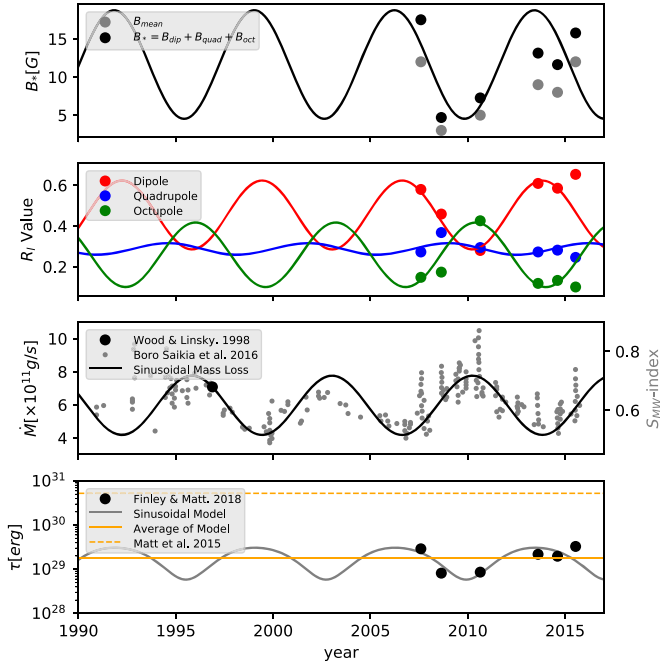 B_mean
B_* = B_dip + B_quad + B_oct
B_*[G]
15
10
5
Dipole
Quadrupole
Octupole
R_l Value
0.6
0.4
0.2
Wood & Linsky. 1998
Boro Saikia et al. 2016
Sinusoidal Mass Loss
Ṁ[×10^11 g/s]
10
8
6
4
0.8
0.6
S_MW-index
Finley & Matt. 2018
Sinusoidal Model
Average of Model
Matt et al. 2015
τ[erg]
10^31
10^30
10^29
10^28
1990 1995 2000 2005 2010 2015
year